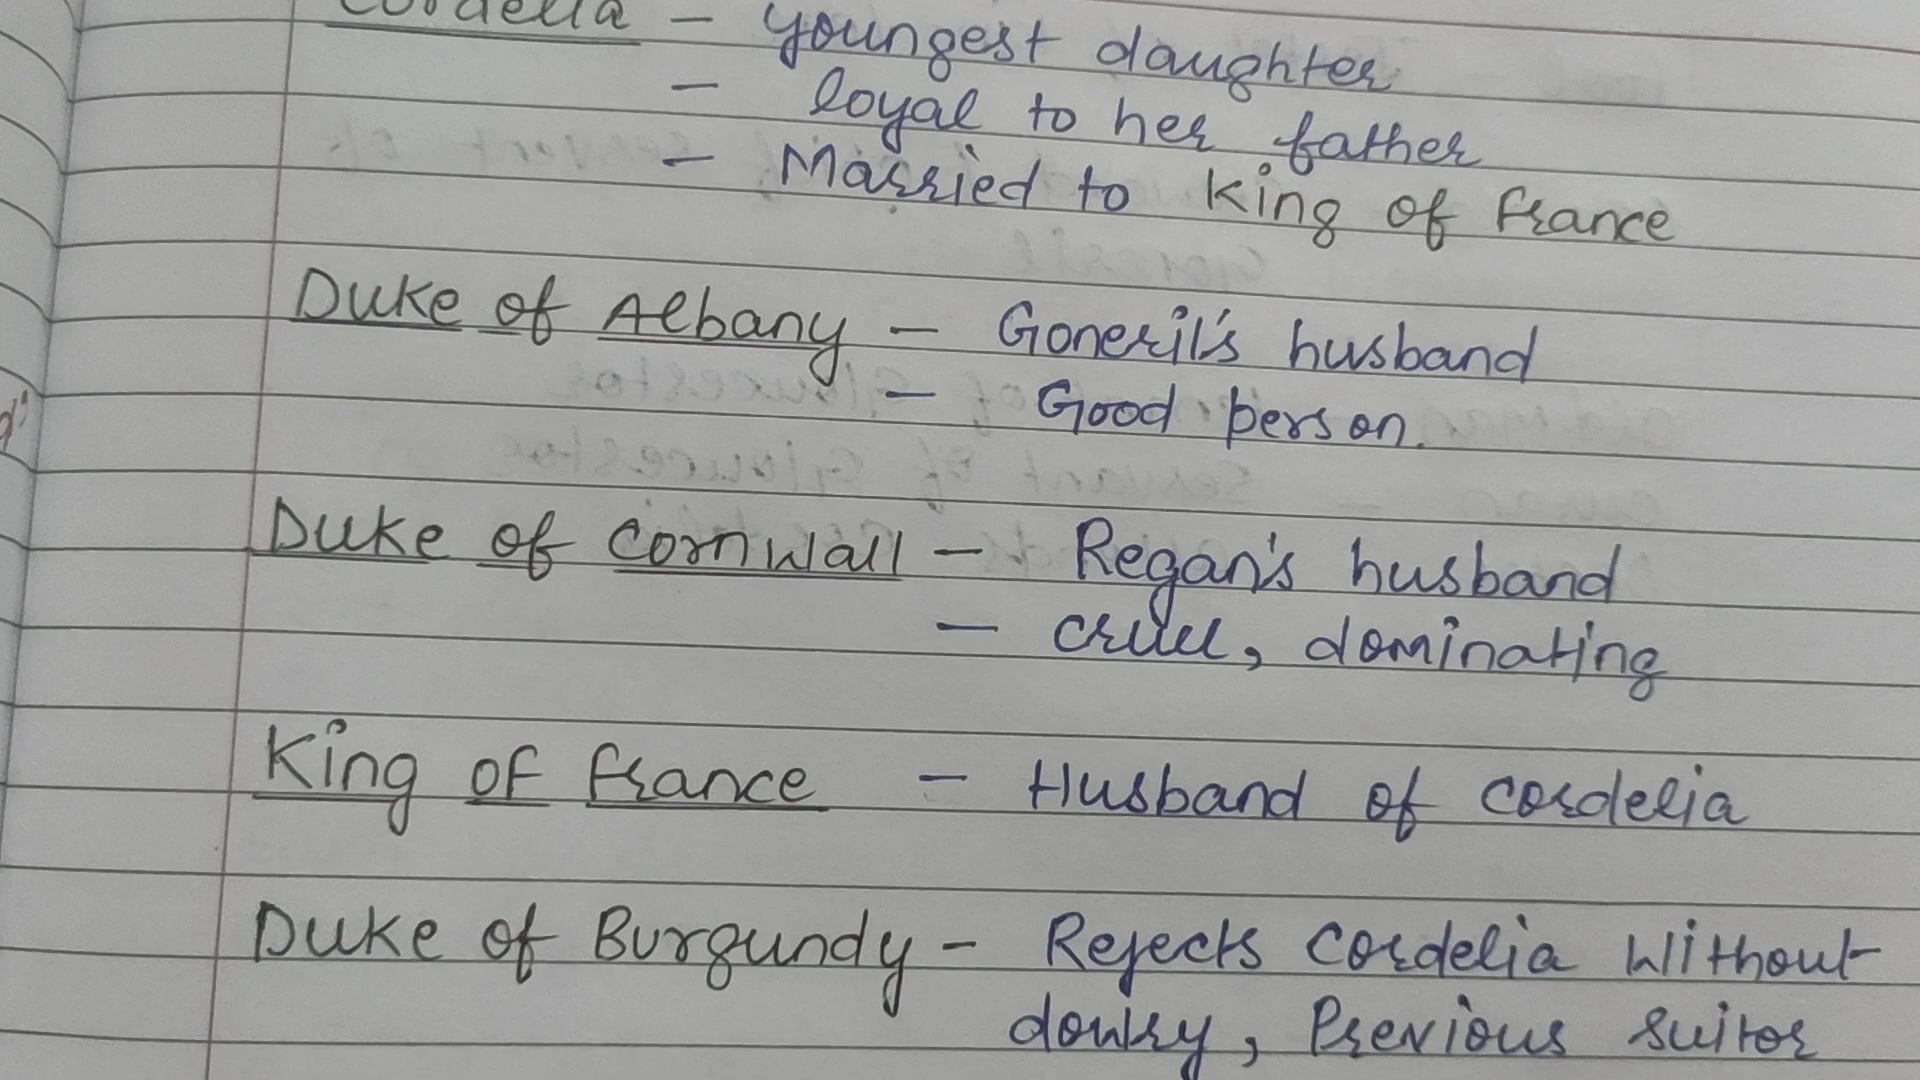 Cordelia - youngest daughter
- loyal to her father
- Married to King of France
Duke of Albany - Goneril's husband
- Good person.
Duke of Cornwall - Regan's husband
- cruel, dominating
King of France - Husband of Cordelia
Duke of Burgundy - Rejects Cordelia without
dowry, Previous suitor